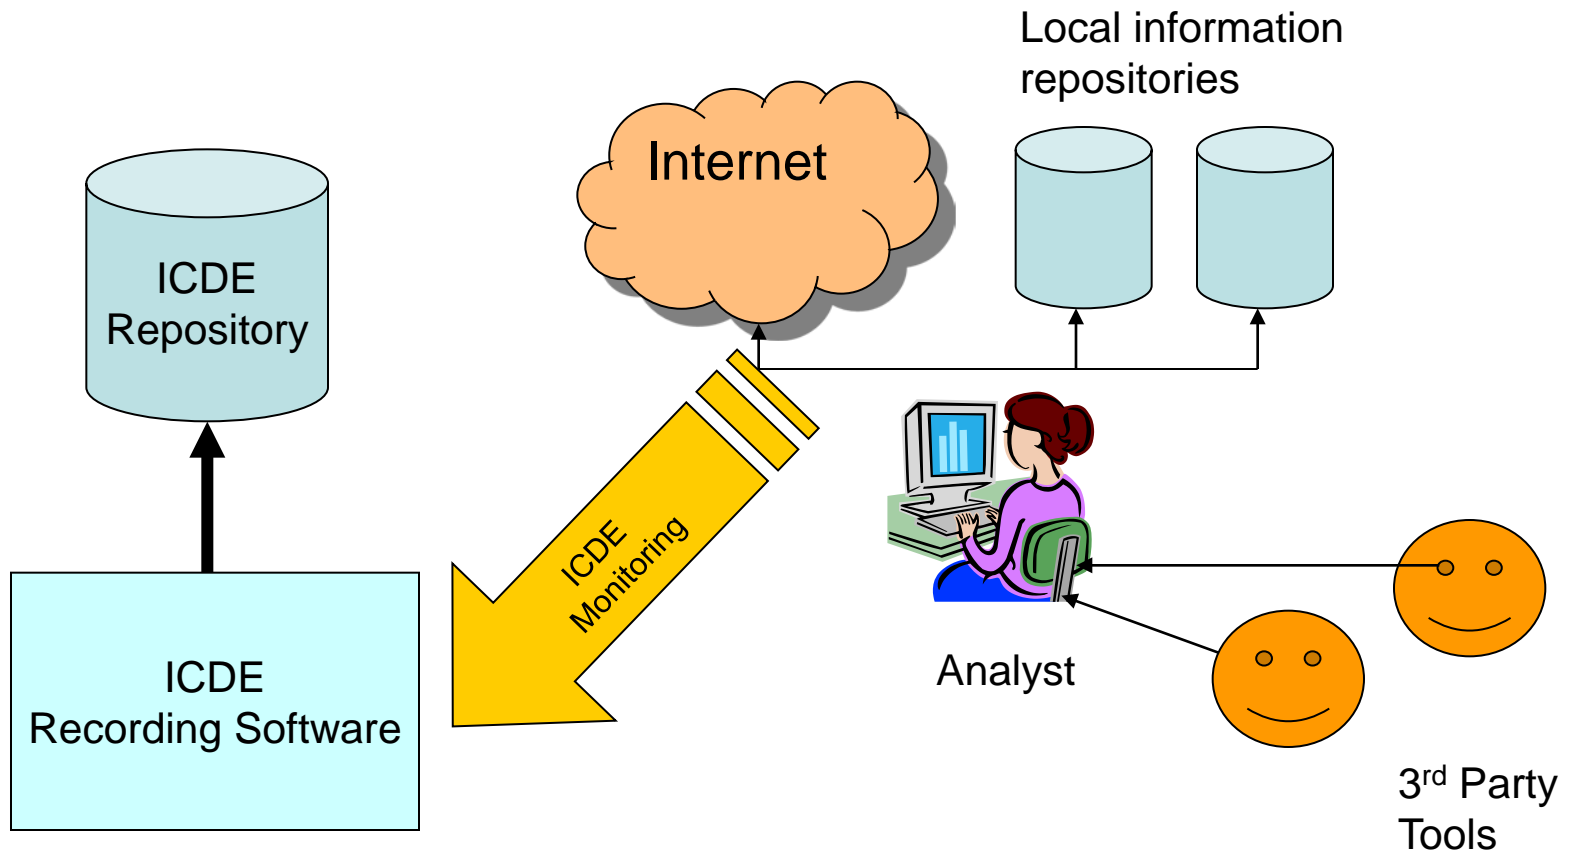 Local information
repositories
Internet
ICDE
Repository
ICDE
Monitoring
ICDE
Recording Software
Analyst
3rd Party
Tools